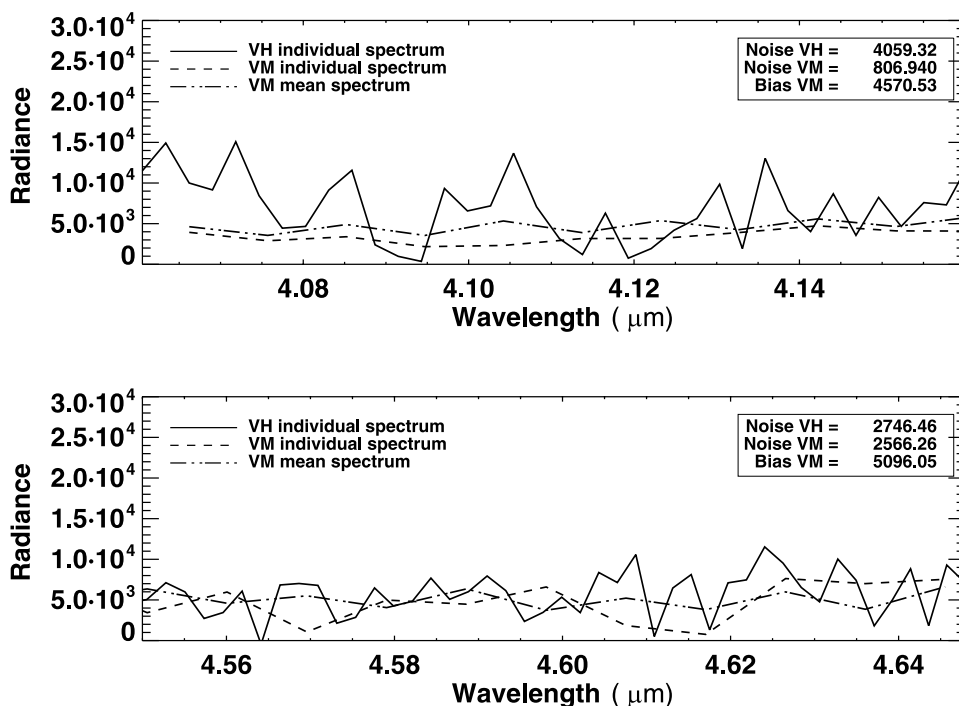 3.0·10⁴
2.5·10⁴
2.0·10⁴
1.5·10⁴
1.0·10⁴
5.0·10³
0
Radiance
VH individual spectrum
VM individual spectrum
VM mean spectrum
Noise VH = 4059.32
Noise VM = 806.940
Bias VM = 4570.53
4.08 4.10 4.12 4.14
Wavelength ( μm)
3.0·10⁴
2.5·10⁴
2.0·10⁴
1.5·10⁴
1.0·10⁴
5.0·10³
0
Radiance
VH individual spectrum
VM individual spectrum
VM mean spectrum
Noise VH = 2746.46
Noise VM = 2566.26
Bias VM = 5096.05
4.56 4.58 4.60 4.62 4.64
Wavelength ( μm)